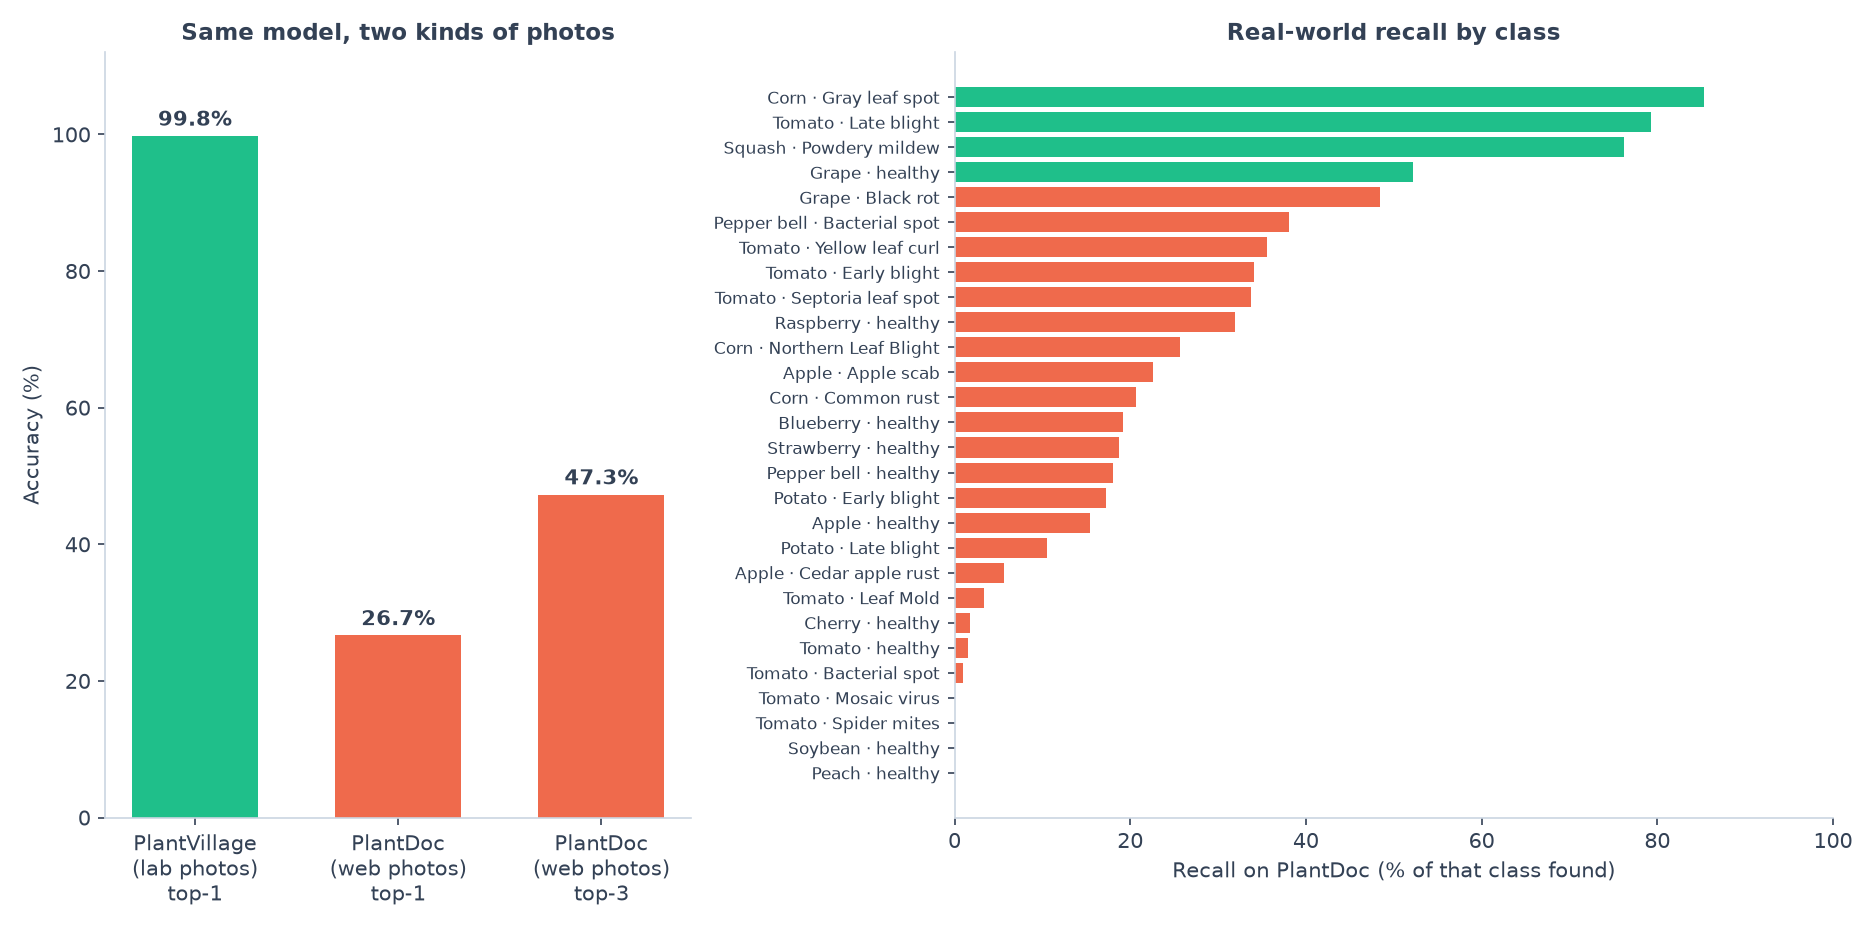 Same model, two kinds of photos
Accuracy (%)
100
80
60
40
20
0
99.8%
26.7%
47.3%
PlantVillage
(lab photos)
top-1
PlantDoc
(web photos)
top-1
PlantDoc
(web photos)
top-3
Real-world recall by class
Corn · Gray leaf spot
Tomato · Late blight
Squash · Powdery mildew
Grape · healthy
Grape · Black rot
Pepper bell · Bacterial spot
Tomato · Yellow leaf curl
Tomato · Early blight
Tomato · Septoria leaf spot
Raspberry · healthy
Corn · Northern Leaf Blight
Apple · Apple scab
Corn · Common rust
Blueberry · healthy
Strawberry · healthy
Pepper bell · healthy
Potato · Early blight
Apple · healthy
Potato · Late blight
Apple · Cedar apple rust
Tomato · Leaf Mold
Cherry · healthy
Tomato · healthy
Tomato · Bacterial spot
Tomato · Mosaic virus
Tomato · Spider mites
Soybean · healthy
Peach · healthy
0 20 40 60 80 100
Recall on PlantDoc (% of that class found)